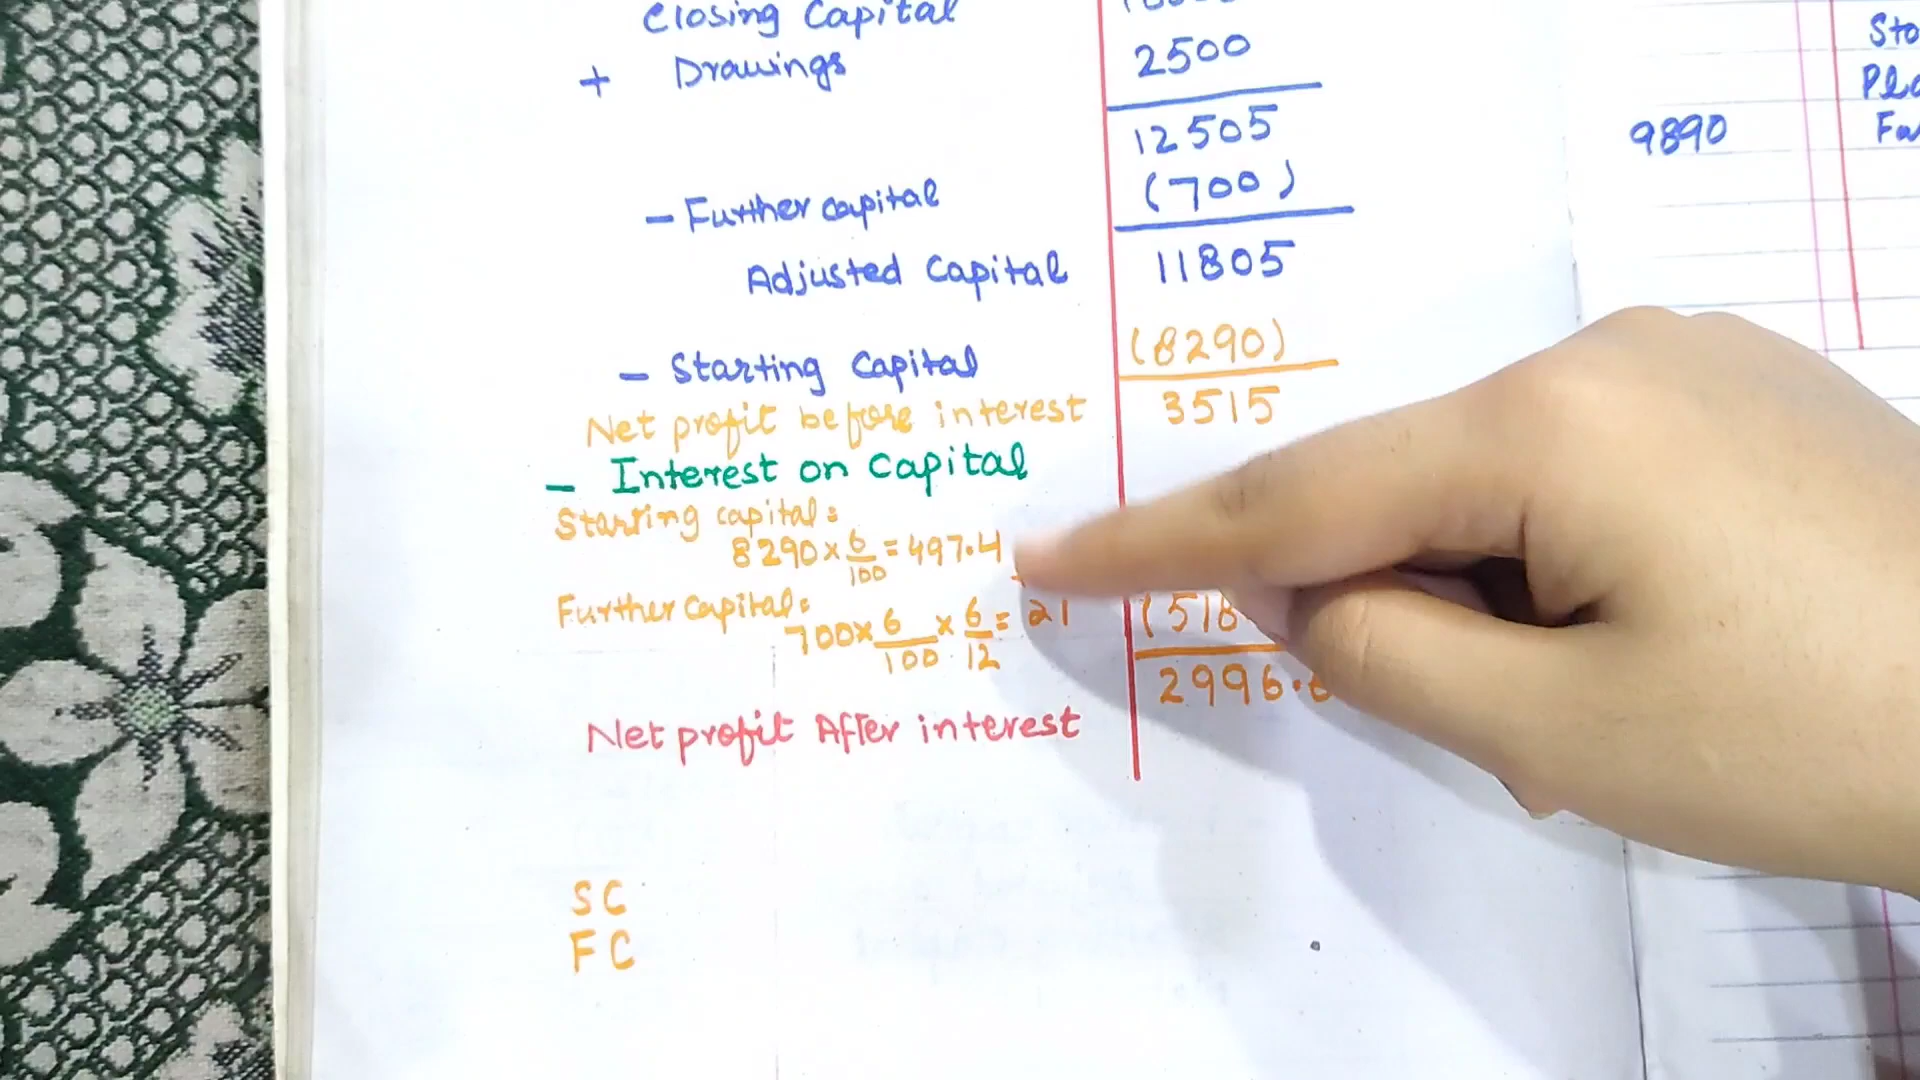 Closing Capital
+ Drawings 2500
12505
- Further capital (700)
Adjusted Capital 11805
- Starting Capital (8290)
Net profit before interest 3515
- Interest on Capital
Starting capital:
8290 × 6/100 = 497.4
Further Capital:
700 × 6/100 × 6/12 = 21
(518
2996.
Net profit After interest
SC
FC
9890